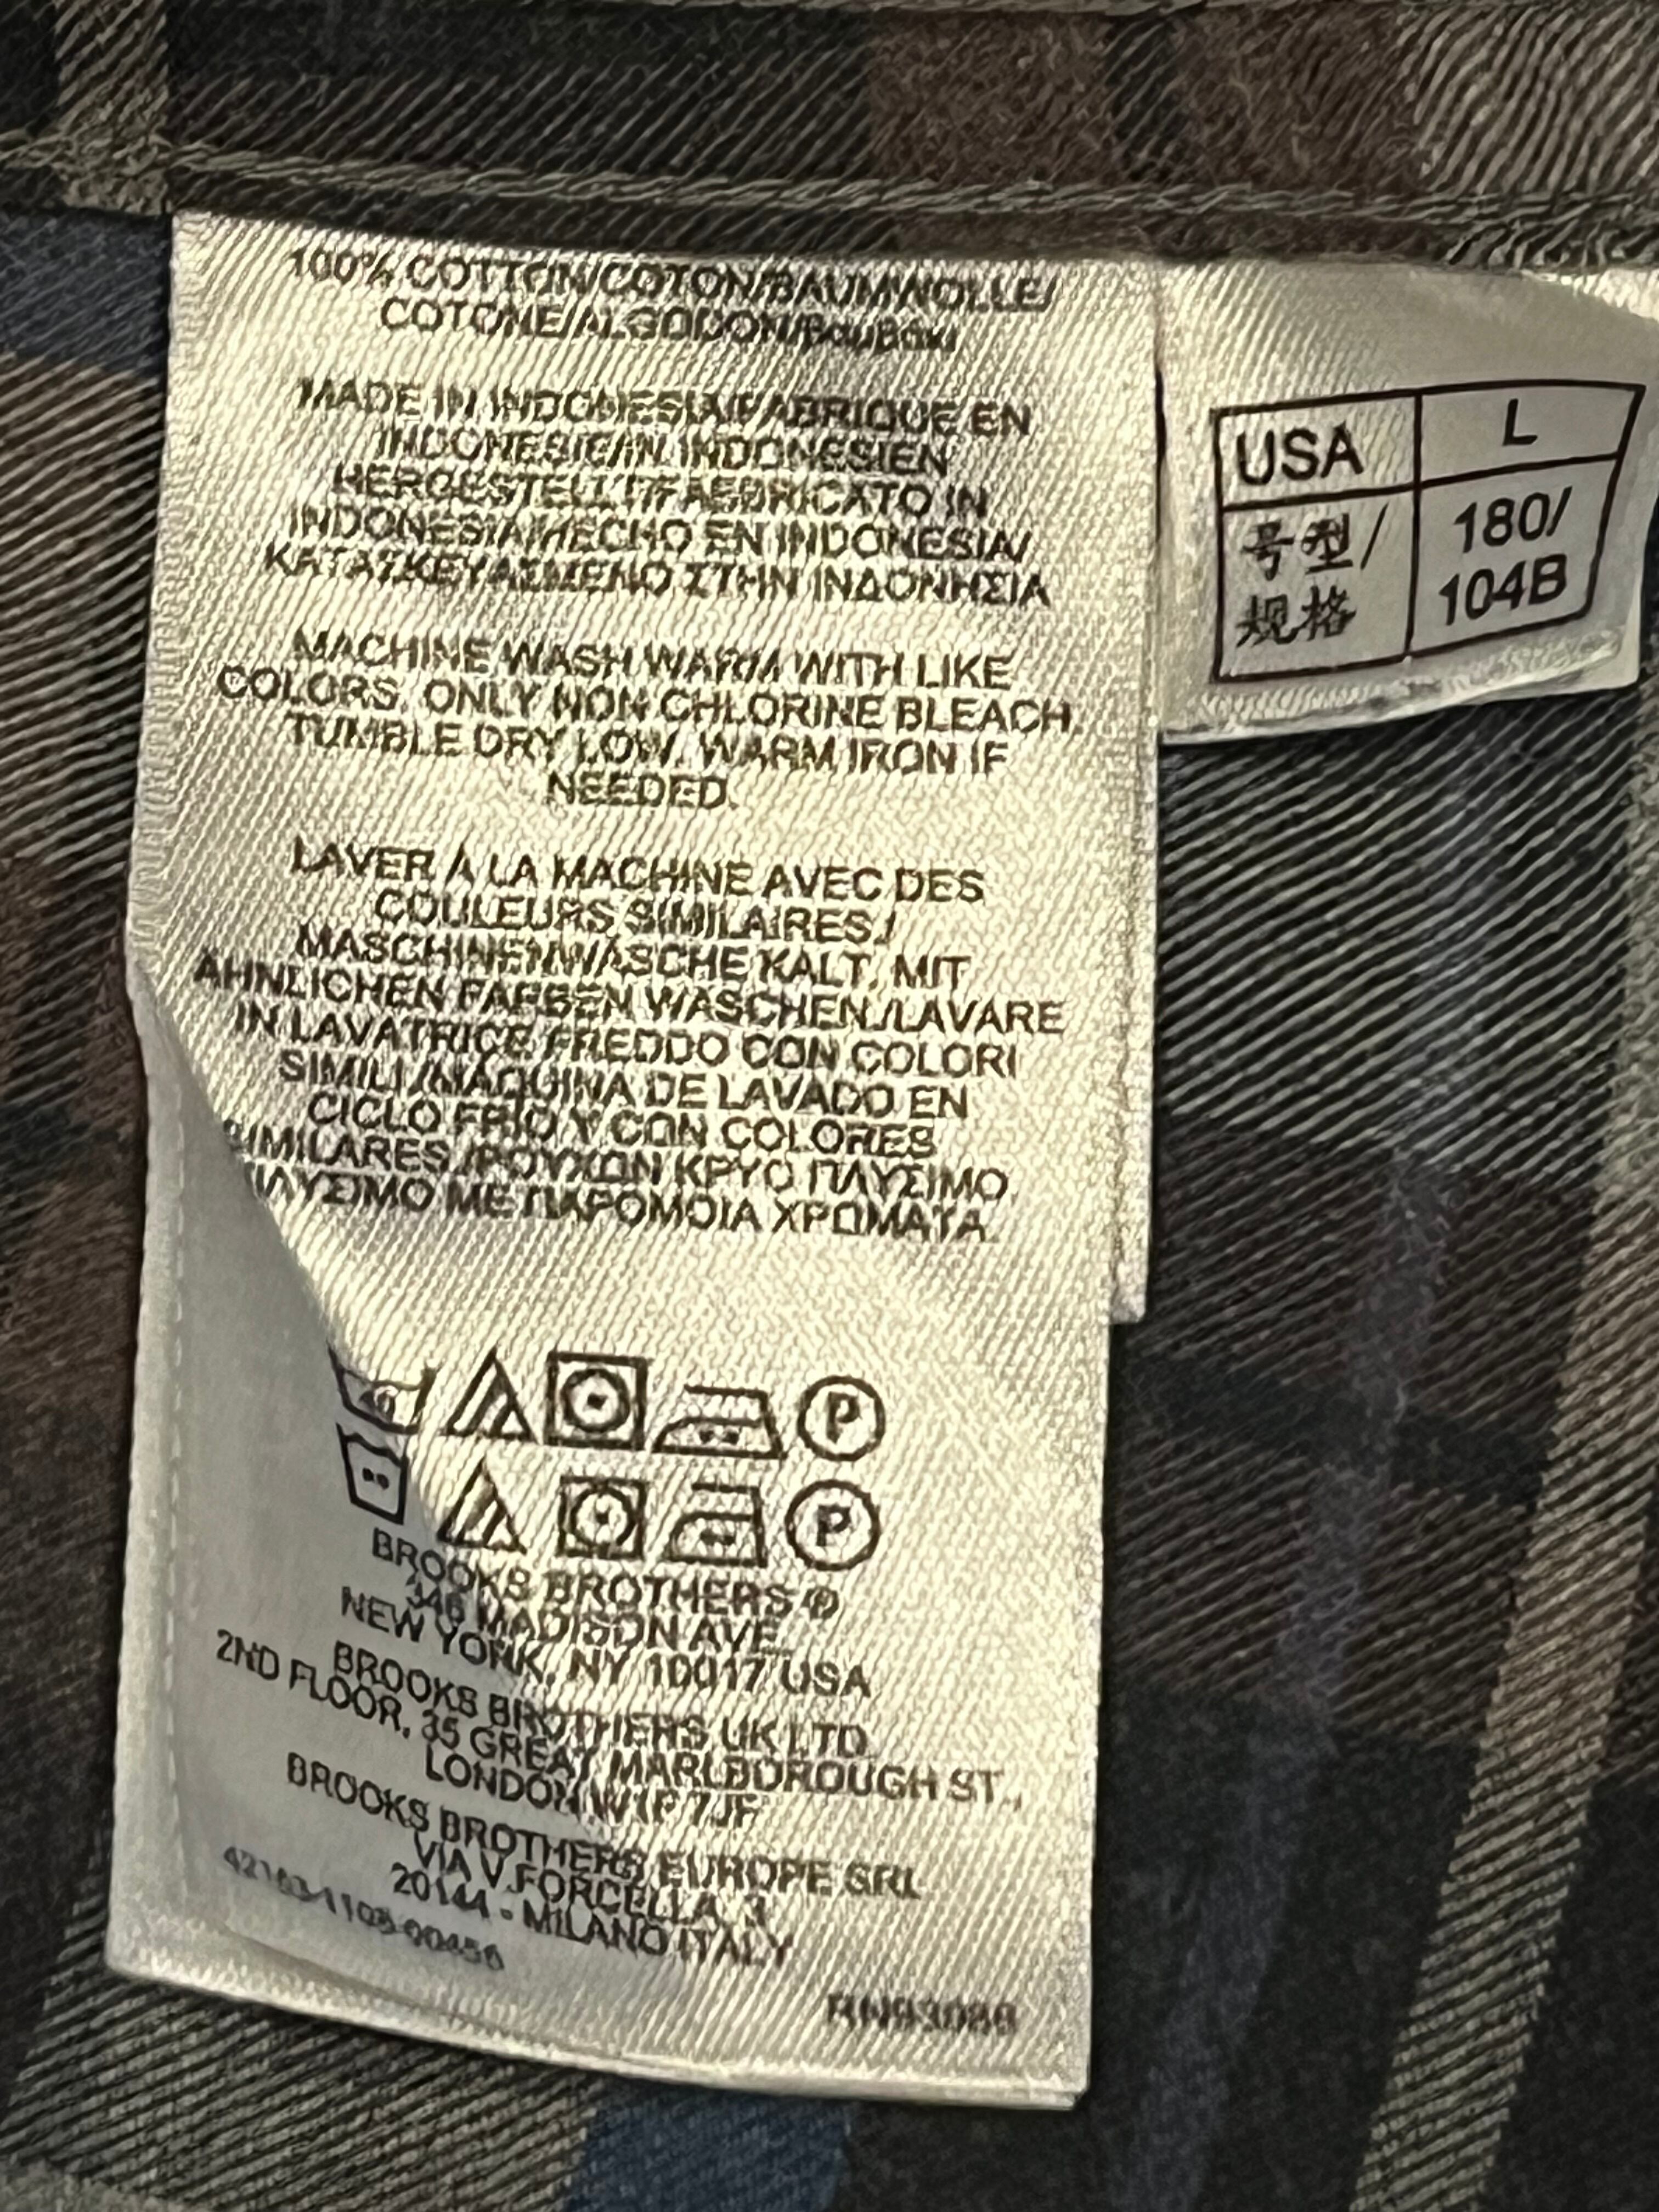 100% COTTON/COTON/BAUMWOLLE/
COTONE/ALGODON/βαμβάκι
MADE IN INDONESIA/FABRIQUE EN
INDONESIE/IN INDONESIEN
HERGESTELLT/FABBRICATO IN
INDONESIA/HECHO EN INDONESIA/
ΚΑΤΑΣΚΕΥΑΣΜΕΝΟ ΣΤΗΝ ΙΝΔΟΝΗΣΙΑ
MACHINE WASH WARM WITH LIKE
COLORS. ONLY NON CHLORINE BLEACH.
TUMBLE DRY LOW. WARM IRON IF
NEEDED.
LAVER À LA MACHINE AVEC DES
COULEURS SIMILAIRES./
MASCHINENWÄSCHE KALT, MIT
ÄHNLICHEN FARBEN WASCHEN./LAVARE
IN LAVATRICE FREDDO CON COLORI
SIMILI./MÁQUINA DE LAVADO EN
CICLO FRÍO Y CON COLORES
SIMILARES./ΡΟΥΧΩΝ ΚΡΥΟ ΠΛΥΣΙΜΟ,
ΠΛΥΣΙΜΟ ΜΕ ΠΑΡΟΜΟΙΑ ΧΡΩΜΑΤΑ.
P
P
BROOKS BROTHERS ®
346 MADISON AVE
NEW YORK, NY 10017 USA
BROOKS BROTHERS UK LTD.
2ND FLOOR, 35 GREAT MARLBOROUGH ST.,
LONDON W1F 7JF
BROOKS BROTHERS EUROPE SRL
VIA V.FORCELLA, 3
20144 - MILANO ITALY
USA L
号型/ 180/
规格 104B